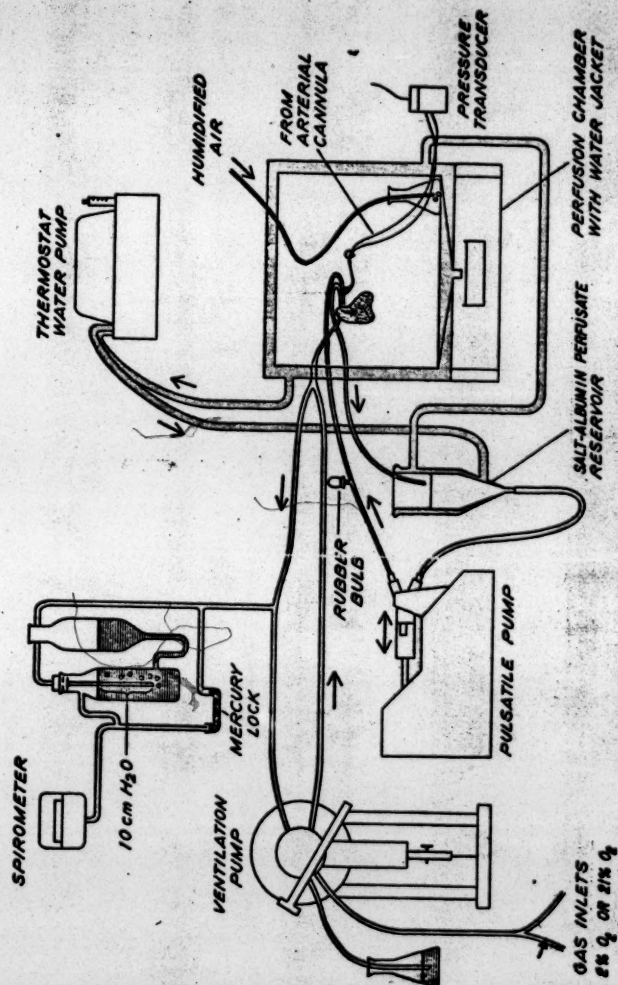 SPIROMETER
10 cm H2O
MERCURY
LOCK
THERMOSTAT
WATER PUMP
HUMIDIFIED
AIR
FROM
ARTERIAL
CANNULA
PRESSURE
TRANSDUCER
VENTILATION
PUMP
RUBBER
BULB
PULSATILE PUMP
SALT-ALBUMIN PERFUSATE
RESERVOIR
PERFUSION CHAMBER
WITH WATER JACKET
GAS INLETS
2% O2 OR 21% O2